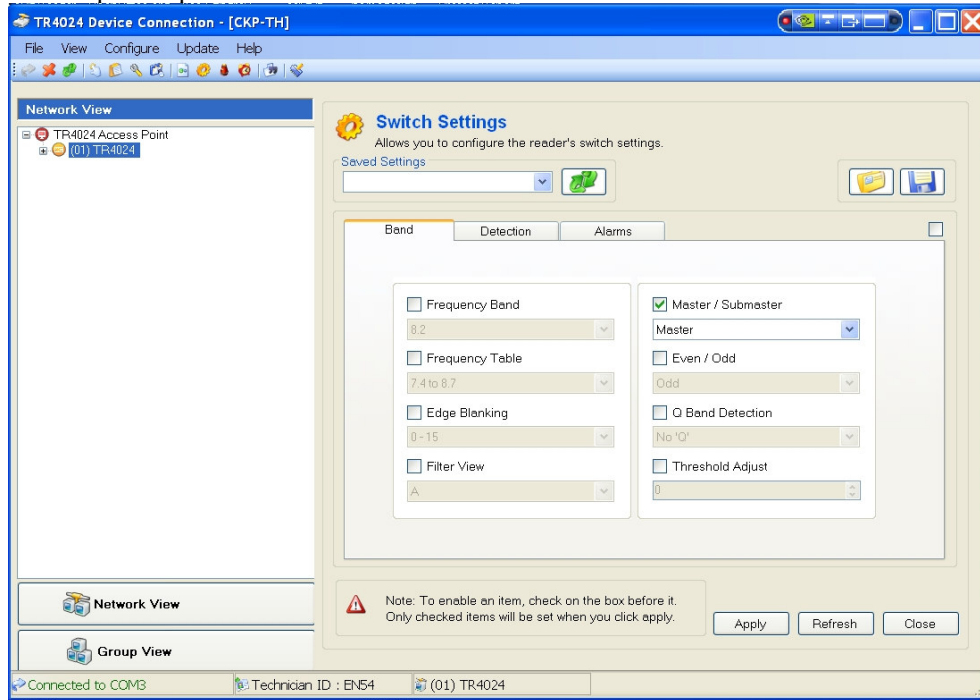 TR4024 Device Connection - [CKP-TH]
File View Configure Update Help
Network View
TR4024 Access Point
(01) TR4024
Switch Settings
Allows you to configure the reader's switch settings.
Saved Settings
Band Detection Alarms
Frequency Band
8.2
Frequency Table
7.4 to 8.7
Edge Blanking
0 - 15
Filter View
A
Master / Submaster
Master
Even / Odd
Odd
Q Band Detection
No 'Q'
Threshold Adjust
0
Note: To enable an item, check on the box before it.
Only checked items will be set when you click apply.
Apply Refresh Close
Network View
Group View
Connected to COM3 Technician ID : EN54 (01) TR4024